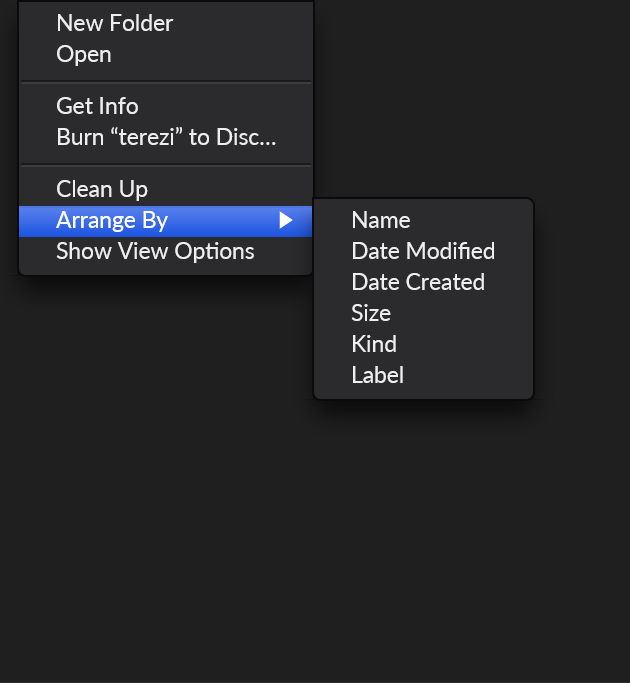 New Folder
Open
Get Info
Burn “terezi” to Disc...
Clean Up
Arrange By
Show View Options
Name
Date Modified
Date Created
Size
Kind
Label